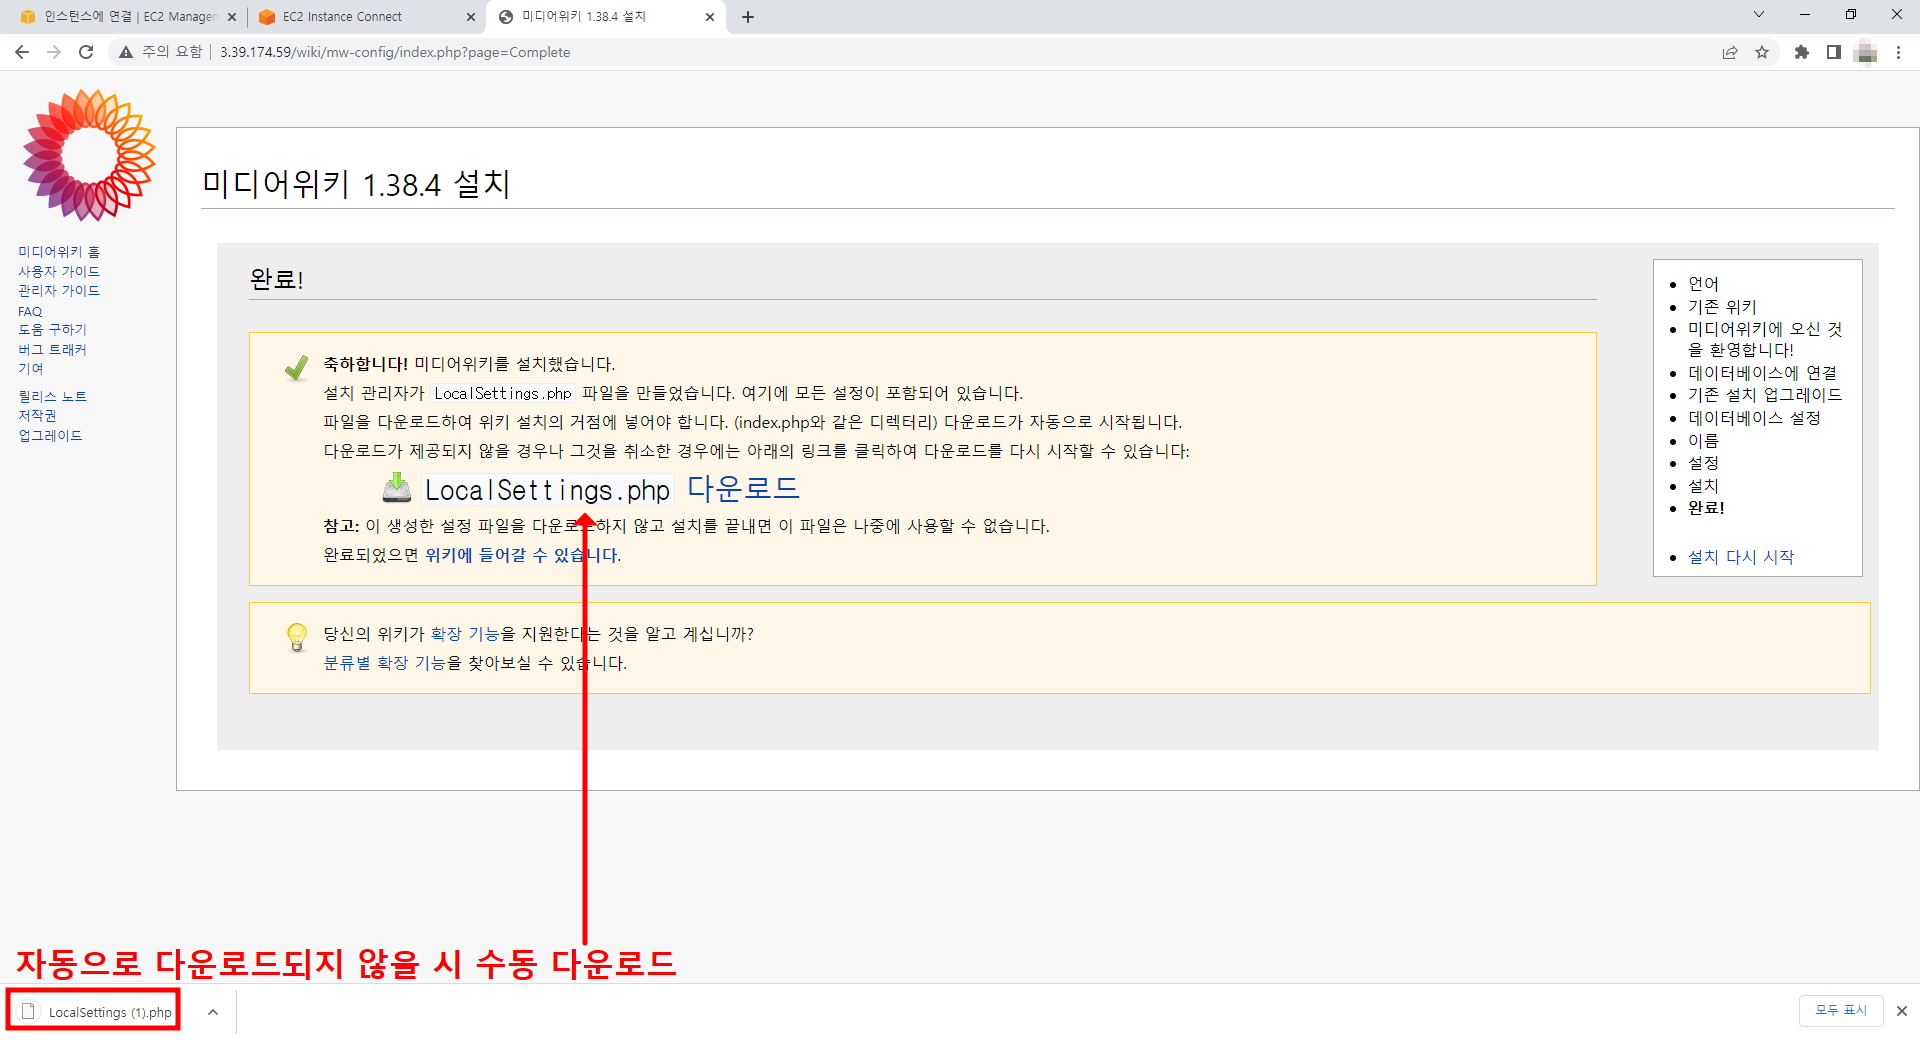 인스턴스에 연결 | EC2 Manager
EC2 Instance Connect
미디어위키 1.38.4 설치
주의 요함
3.39.174.59/wiki/mw-config/index.php?page=Complete
미디어위키 홈
사용자 가이드
관리자 가이드
FAQ
도움 구하기
버그 트래커
기여
릴리스 노트
저작권
업그레이드
미디어위키 1.38.4 설치
완료!
축하합니다! 미디어위키를 설치했습니다.
설치 관리자가 LocalSettings.php 파일을 만들었습니다. 여기에 모든 설정이 포함되어 있습니다.
파일을 다운로드하여 위키 설치의 거점에 넣어야 합니다. (index.php와 같은 디렉터리) 다운로드가 자동으로 시작됩니다.
다운로드가 제공되지 않을 경우나 그것을 취소한 경우에는 아래의 링크를 클릭하여 다운로드를 다시 시작할 수 있습니다:
LocalSettings.php 다운로드
참고: 이 생성한 설정 파일을 다운로드하지 않고 설치를 끝내면 이 파일은 나중에 사용할 수 없습니다.
완료되었으면 위키에 들어갈 수 있습니다.
당신의 위키가 확장 기능을 지원한다는 것을 알고 계십니까?
분류별 확장 기능을 찾아보실 수 있습니다.
언어
기존 위키
미디어위키에 오신 것
을 환영합니다!
데이터베이스에 연결
기존 설치 업그레이드
데이터베이스 설정
이름
설정
설치
완료!
설치 다시 시작
자동으로 다운로드되지 않을 시 수동 다운로드
LocalSettings (1).php
모두 표시